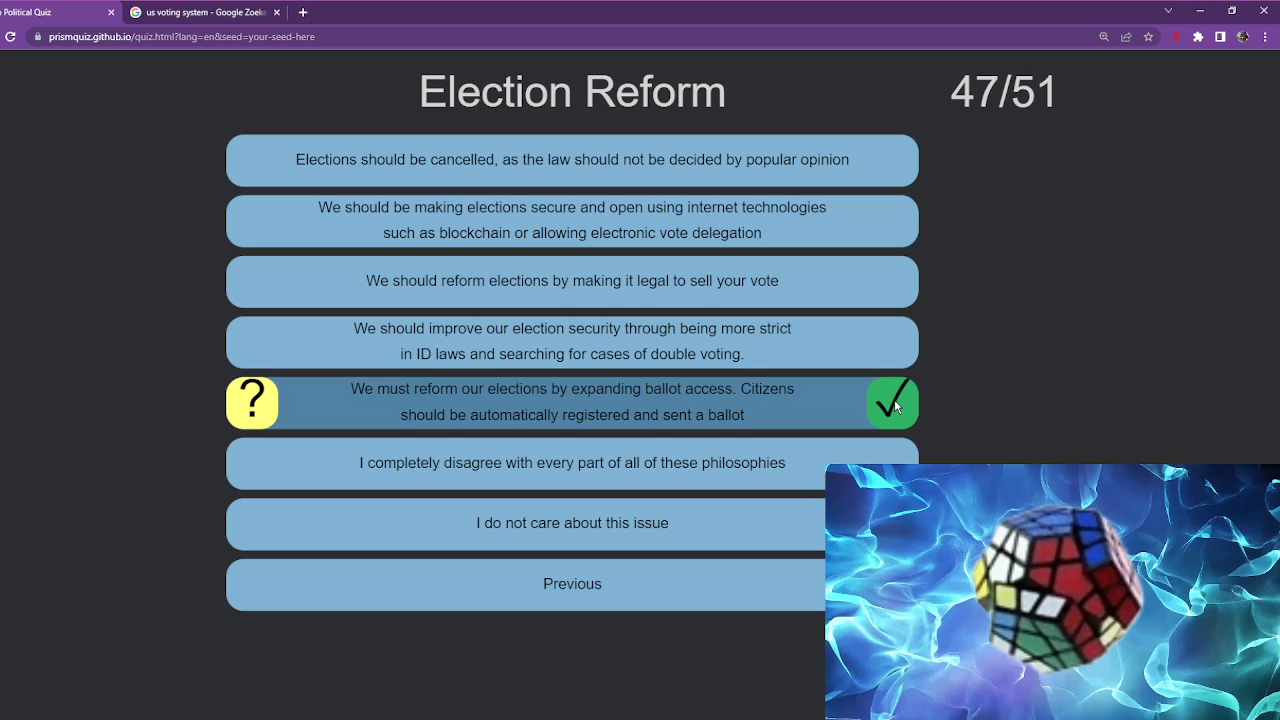 Political Quiz
us voting system - Google Zoeke
prismquiz.github.io/quiz.html?lang=en&seed=your-seed-here
Election Reform
47/51
Elections should be cancelled, as the law should not be decided by popular opinion
We should be making elections secure and open using internet technologies
such as blockchain or allowing electronic vote delegation
We should reform elections by making it legal to sell your vote
We should improve our election security through being more strict
in ID laws and searching for cases of double voting.
?
We must reform our elections by expanding ballot access. Citizens
should be automatically registered and sent a ballot
I completely disagree with every part of all of these philosophies
I do not care about this issue
Previous